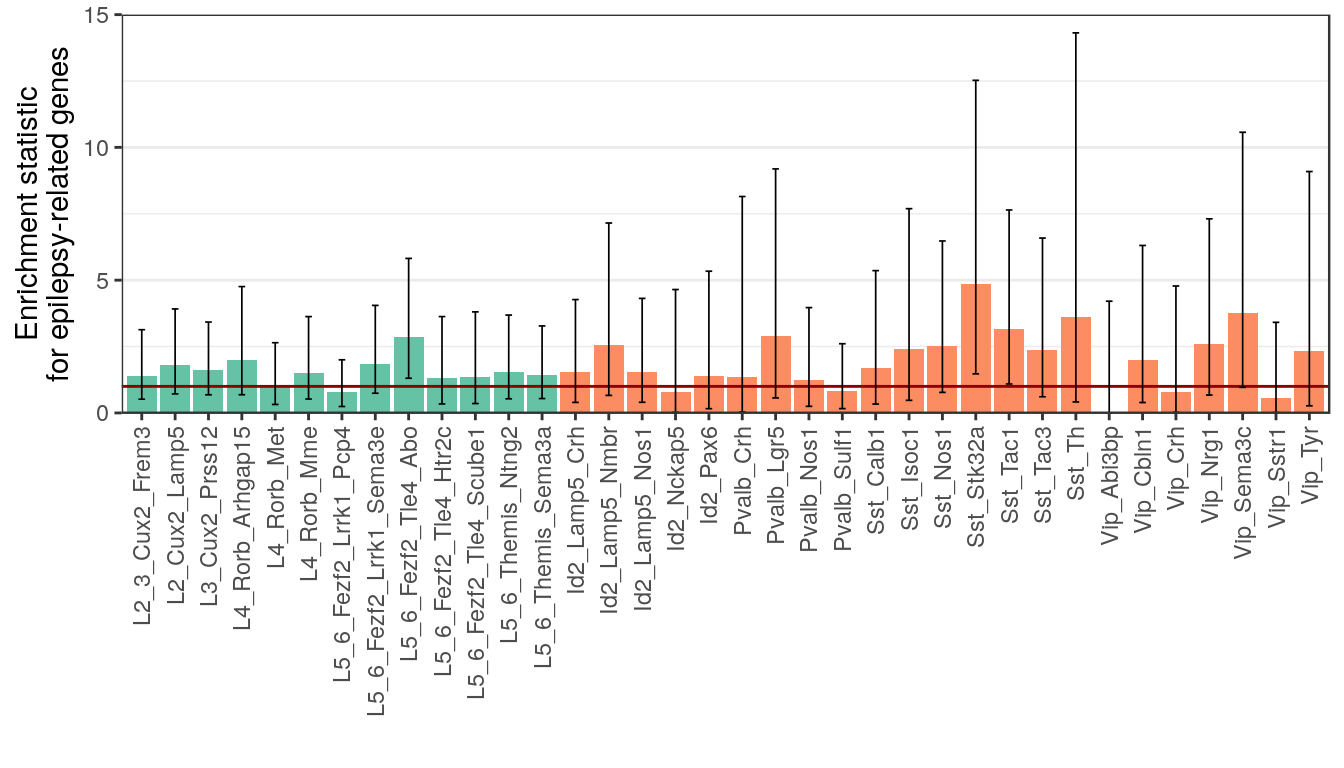 Enrichment statistic
for epilepsy-related genes
15
10
5
0
L2_3_Cux2_Frem3
L2_Cux2_Lamp5
L3_Cux2_Prss12
L4_Rorb_Arhgap15
L4_Rorb_Met
L4_Rorb_Mme
L5_6_Fezf2_Lrrk1_Pcp4
L5_6_Fezf2_Lrrk1_Sema3e
L5_6_Fezf2_Tle4_Abo
L5_6_Fezf2_Tle4_Htr2c
L5_6_Fezf2_Tle4_Scube1
L5_6_Themis_Ntng2
L5_6_Themis_Sema3a
Id2_Lamp5_Crh
Id2_Lamp5_Nmbr
Id2_Lamp5_Nos1
Id2_Nckap5
Id2_Pax6
Pvalb_Crh
Pvalb_Lgr5
Pvalb_Nos1
Pvalb_Sulf1
Sst_Calb1
Sst_Isoc1
Sst_Nos1
Sst_Stk32a
Sst_Tac1
Sst_Tac3
Sst_Th
Vip_Abi3bp
Vip_Cbln1
Vip_Crh
Vip_Nrg1
Vip_Sema3c
Vip_Sstr1
Vip_Tyr